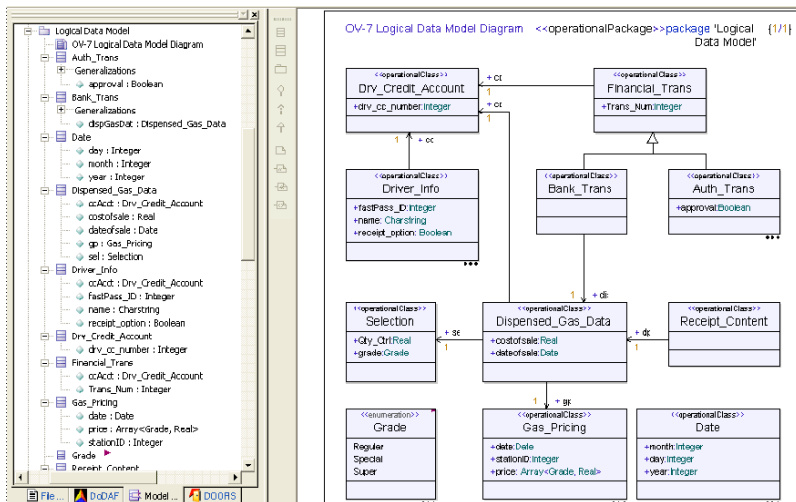 Logical Data Model
OV-7 Logical Data Model Diagram
Auth_Trans
Generalizations
approval : Boolean
Bank_Trans
Generalizations
dispGasDat : Dispensed_Gas_Data
Date
day : Integer
month : Integer
year : Integer
Dispensed_Gas_Data
ccAcct : Drv_Credit_Account
costofsale : Real
dateofsale : Date
gp : Gas_Pricing
sel : Selection
Driver_Info
ccAcct : Drv_Credit_Account
fastPass_ID : Integer
name : Charstring
receipt_option : Boolean
Drv_Credit_Account
drv_cc_number : Integer
Financial_Trans
ccAcct : Drv_Credit_Account
Trans_Num : Integer
Gas_Pricing
date : Date
price : Array<Grade, Real>
stationID : Integer
Grade
Receipt_Content
File ...
DoDAF
Model ...
DOORS
OV-7 Logical Data Model Diagram <<operationalPackage>>package 'Logical {1/1}
Data Model'
<<operationalClass>>
Drv_Credit_Account
+drv_cc_number:Integer
+ cc
1
+ cc
1
<<operationalClass>>
Financial_Trans
+Trans_Num:Integer
1 + cc
<<operationalClass>>
Driver_Info
+fastPass_ID:Integer
+name: Charstring
+receipt_option: Boolean
<<operationalClass>>
Bank_Trans
<<operationalClass>>
Auth_Trans
+approval:Boolean
1 + dis
<<operationalClass>>
Selection
+Qty_Ctrl:Real
+grade:Grade
+ se
1
<<operationalClass>>
Dispensed_Gas_Data
+costofsale:Real
+dateofsale:Date
+ dg
1
<<operationalClass>>
Receipt_Content
1 + gp
<<enumeration>>
Grade
Reguler
Special
Super
<<operationalClass>>
Gas_Pricing
+date:Date
+stationID:Integer
+price: Array<Grade, Real>
<<operationalClass>>
Date
+month:Integer
+day:Integer
+year:Integer